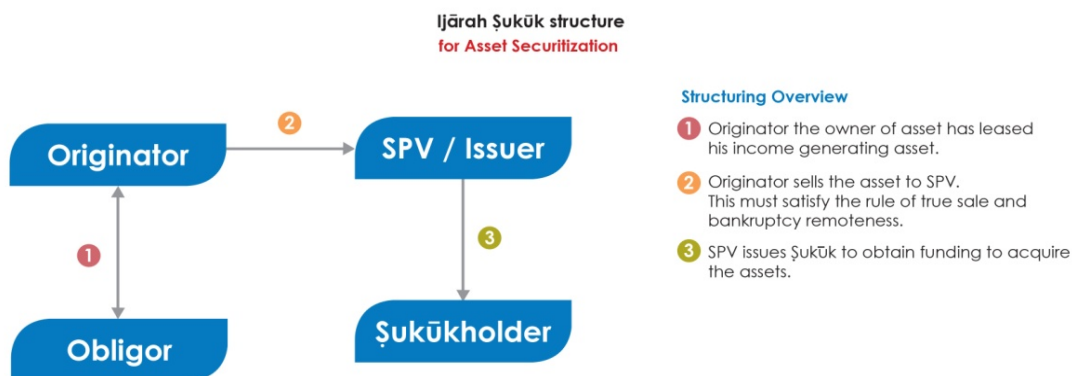 Ijārah Ṣukūk structure
for Asset Securitization
Originator
2
SPV / Issuer
1
3
Obligor
Ṣukūkholder
Structuring Overview
1 Originator the owner of asset has leased
his income generating asset.
2 Originator sells the asset to SPV.
This must satisfy the rule of true sale and
bankruptcy remoteness.
3 SPV issues Ṣukūk to obtain funding to acquire
the assets.